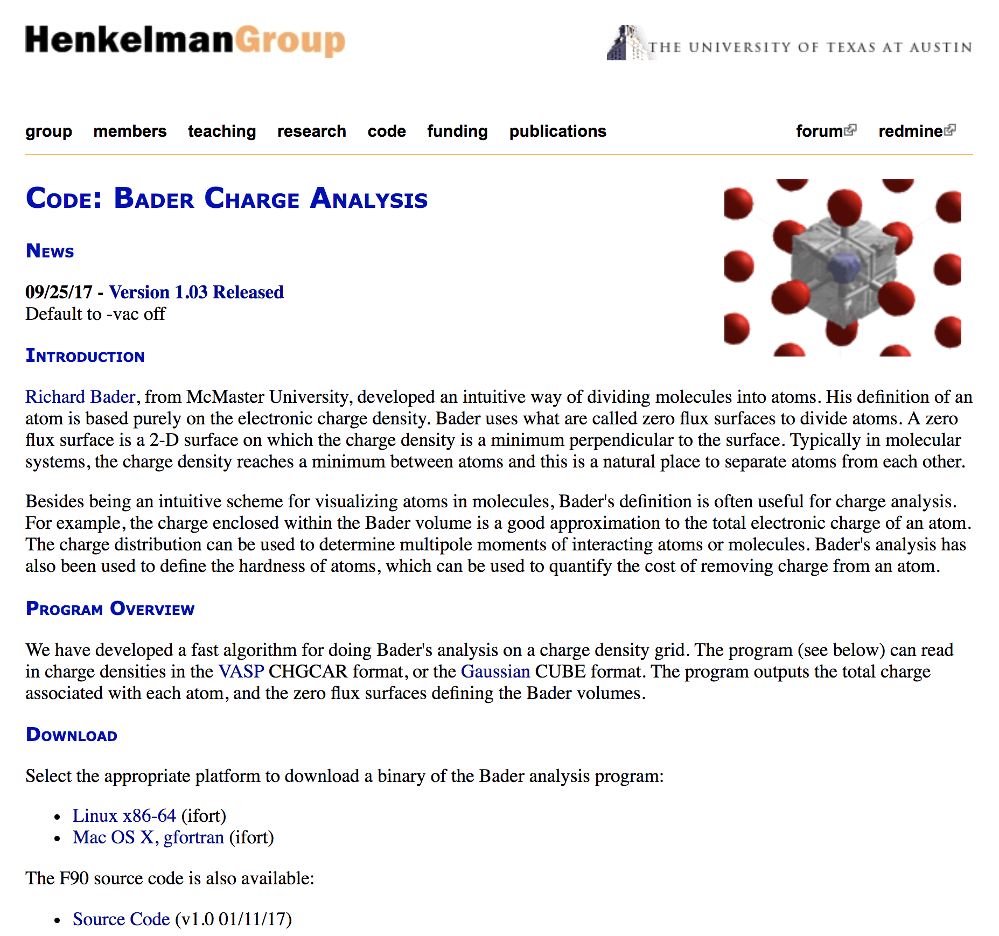 HenkelmanGroup
THE UNIVERSITY OF TEXAS AT AUSTIN
group members teaching research code funding publications forum redmine
Code: Bader Charge Analysis
News
09/25/17 - Version 1.03 Released
Default to -vac off
Introduction
Richard Bader, from McMaster University, developed an intuitive way of dividing molecules into atoms. His definition of an
atom is based purely on the electronic charge density. Bader uses what are called zero flux surfaces to divide atoms. A zero
flux surface is a 2-D surface on which the charge density is a minimum perpendicular to the surface. Typically in molecular
systems, the charge density reaches a minimum between atoms and this is a natural place to separate atoms from each other.
Besides being an intuitive scheme for visualizing atoms in molecules, Bader's definition is often useful for charge analysis.
For example, the charge enclosed within the Bader volume is a good approximation to the total electronic charge of an atom.
The charge distribution can be used to determine multipole moments of interacting atoms or molecules. Bader's analysis has
also been used to define the hardness of atoms, which can be used to quantify the cost of removing charge from an atom.
Program Overview
We have developed a fast algorithm for doing Bader's analysis on a charge density grid. The program (see below) can read
in charge densities in the VASP CHGCAR format, or the Gaussian CUBE format. The program outputs the total charge
associated with each atom, and the zero flux surfaces defining the Bader volumes.
Download
Select the appropriate platform to download a binary of the Bader analysis program:
• Linux x86-64 (ifort)
• Mac OS X, gfortran (ifort)
The F90 source code is also available:
• Source Code (v1.0 01/11/17)